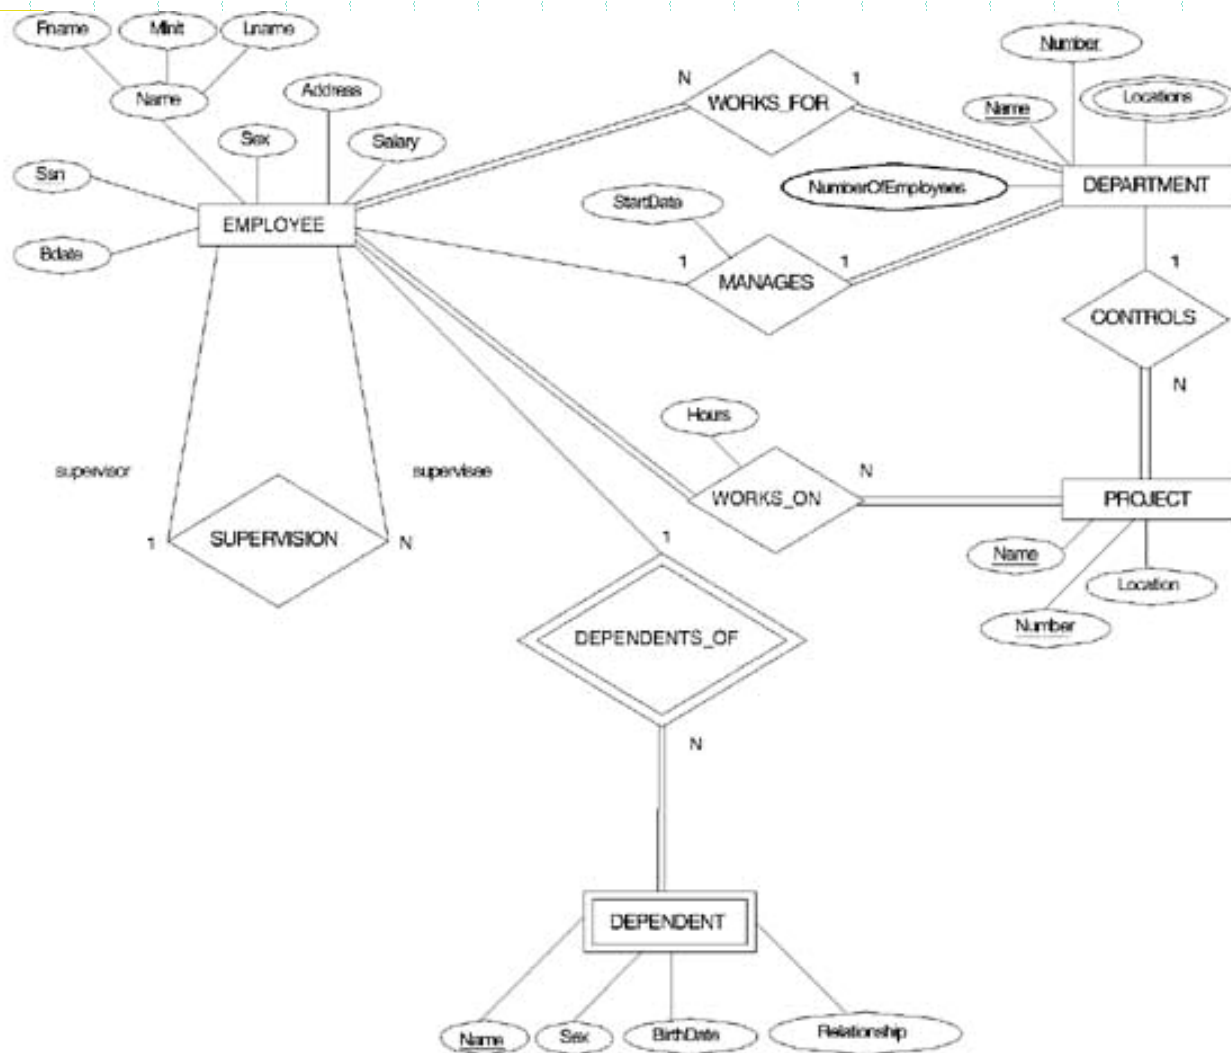 Fname
Minit
Lname
Number
Name
Address
N
1
WORKS_FOR
Locations
Name
Sex
Salary
Ssn
NumberOfEmployees
DEPARTMENT
StartDate
EMPLOYEE
Bdate
1
1
1
MANAGES
CONTROLS
N
Hours
supervisor
supervisee
N
WORKS_ON
PROJECT
1
SUPERVISION
N
1
Name
Location
Number
DEPENDENTS_OF
N
DEPENDENT
Name
Sex
BirthDate
Relationship